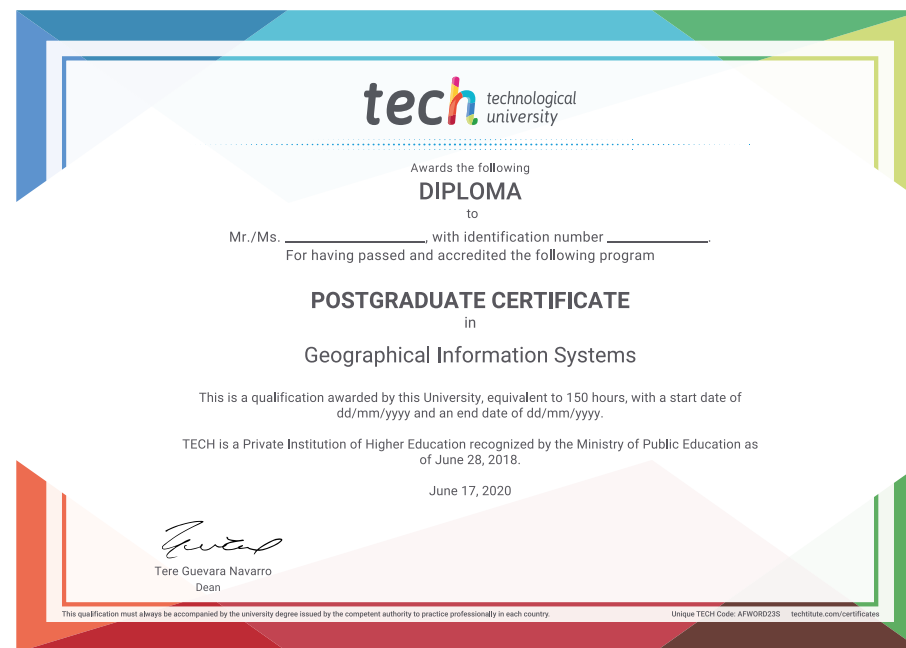 tech technological
university
Awards the following
DIPLOMA
to
Mr./Ms. ____________, with identification number ____________.
For having passed and accredited the following program
POSTGRADUATE CERTIFICATE
in
Geographical Information Systems
This is a qualification awarded by this University, equivalent to 150 hours, with a start date of
dd/mm/yyyy and an end date of dd/mm/yyyy.
TECH is a Private Institution of Higher Education recognized by the Ministry of Public Education as
of June 28, 2018.
June 17, 2020
Tere Guevara Navarro
Dean
This qualification must always be accompanied by the university degree issued by the competent authority to practice professionally in each country. Unique TECH Code: AFWORD23S techtitute.com/certificates